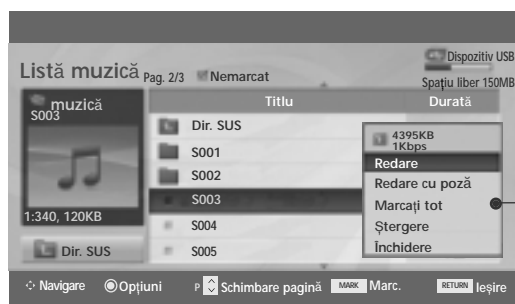 Dispozitiv USB
Listă muzică Pag. 2/3 Nemarcat
Spaţiu liber 150MB
muzică
S003
Titlu Durată
Dir. SUS
S001
S002
S003
S004
S005
4395KB
1Kbps
Redare
Redare cu poză
Marcaţi tot
Ştergere
Închidere
1:340, 120KB
Dir. SUS
Navigare Opţiuni P Schimbare pagină MARK Marc. RETURN Ieşire